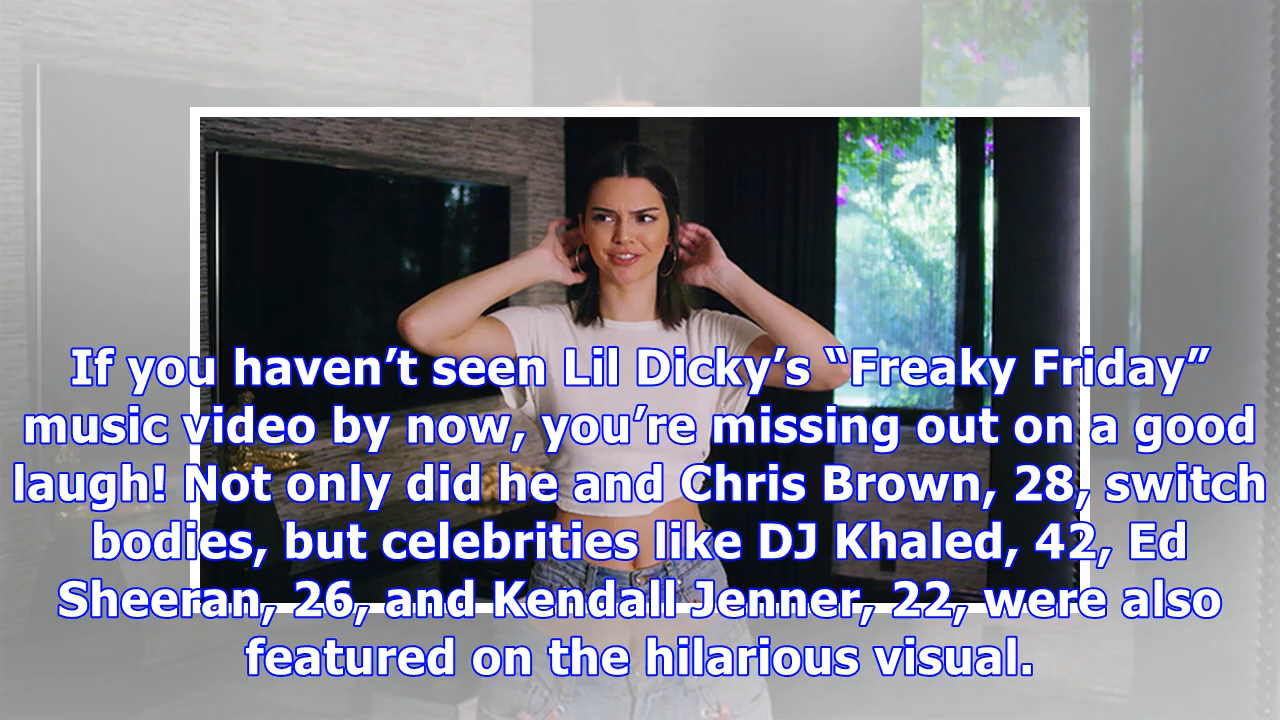 If you haven’t seen Lil Dicky’s “Freaky Friday”
music video by now, you’re missing out on a good
laugh! Not only did he and Chris Brown, 28, switch
bodies, but celebrities like DJ Khaled, 42, Ed
Sheeran, 26, and Kendall Jenner, 22, were also
featured on the hilarious visual.